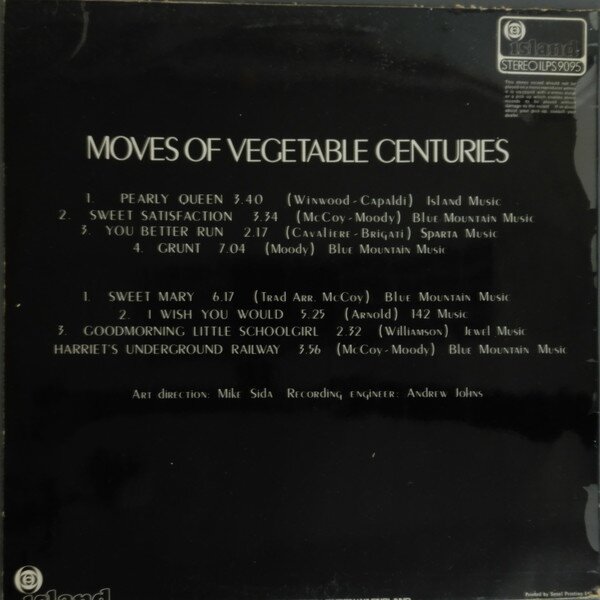 island
STEREO ILPS 9095
MOVES OF VEGETABLE CENTURIES
1. PEARLY QUEEN 3.40 (Winwood-Capaldi) Island Music
2. SWEET SATISFACTION 3.34 (McCoy-Moody) Blue Mountain Music
3. YOU BETTER RUN 2.17 (Cavaliere-Brigati) Sparta Music
4. GRUNT 7.04 (Moody) Blue Mountain Music
1. SWEET MARY 6.17 (Trad Arr. McCoy) Blue Mountain Music
2. I WISH YOU WOULD 5.25 (Arnold) 142 Music
3. GOODMORNING LITTLE SCHOOLGIRL 2.32 (Williamson) Jewel Music
HARRIET'S UNDERGROUND RAILWAY 3.56 (McCoy-Moody) Blue Mountain Music
Art direction: Mike Sida Recording engineer: Andrew Johns
island